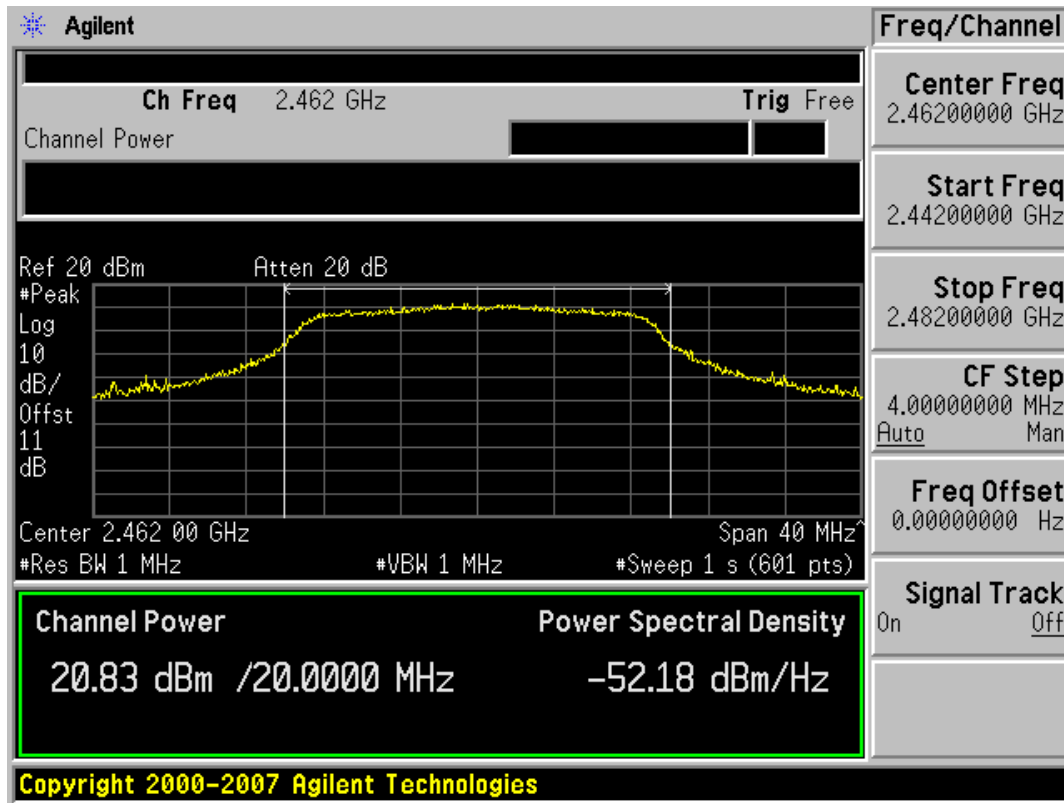 Agilent
Freq/Channel
Ch Freq 2.462 GHz Trig Free
Channel Power
Center Freq
2.46200000 GHz
Start Freq
2.44200000 GHz
Stop Freq
2.48200000 GHz
CF Step
4.00000000 MHz
Auto Man
Freq Offset
0.00000000 Hz
Signal Track
On Off
Ref 20 dBm Atten 20 dB
#Peak
Log
10
dB/
Offst
11
dB
Center 2.462 00 GHz Span 40 MHz^
#Res BW 1 MHz #VBW 1 MHz #Sweep 1 s (601 pts)
Channel Power Power Spectral Density
20.83 dBm /20.0000 MHz -52.18 dBm/Hz
Copyright 2000-2007 Agilent Technologies